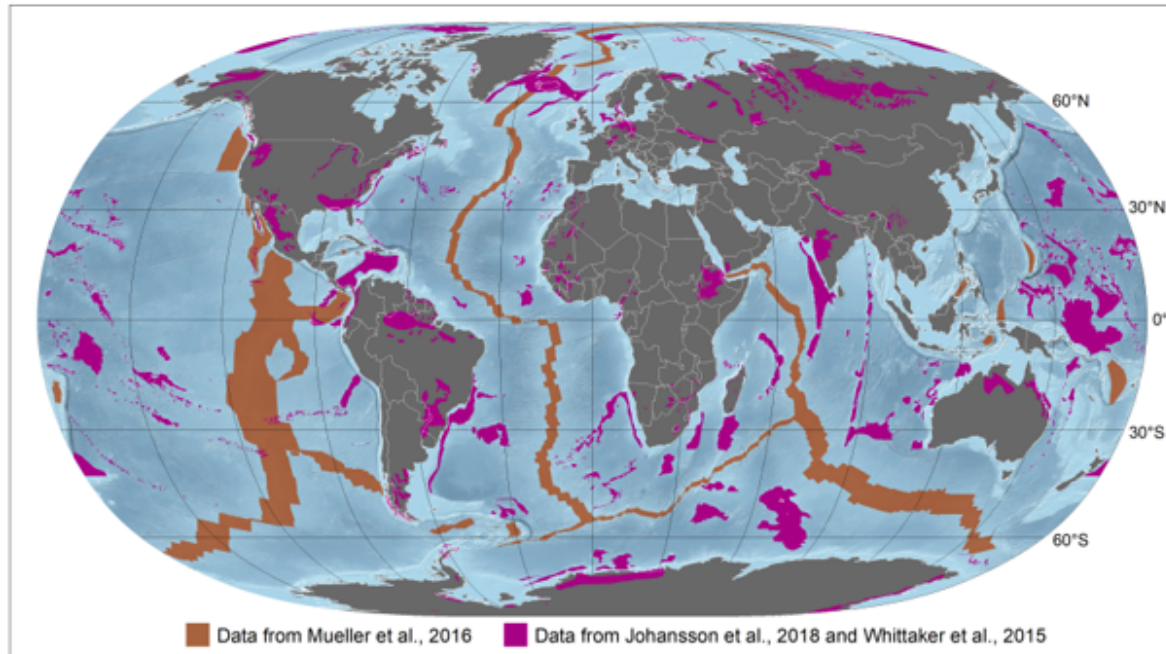 60°N
30°N
0°
30°S
60°S
Data from Mueller et al., 2016
Data from Johansson et al., 2018 and Whittaker et al., 2015